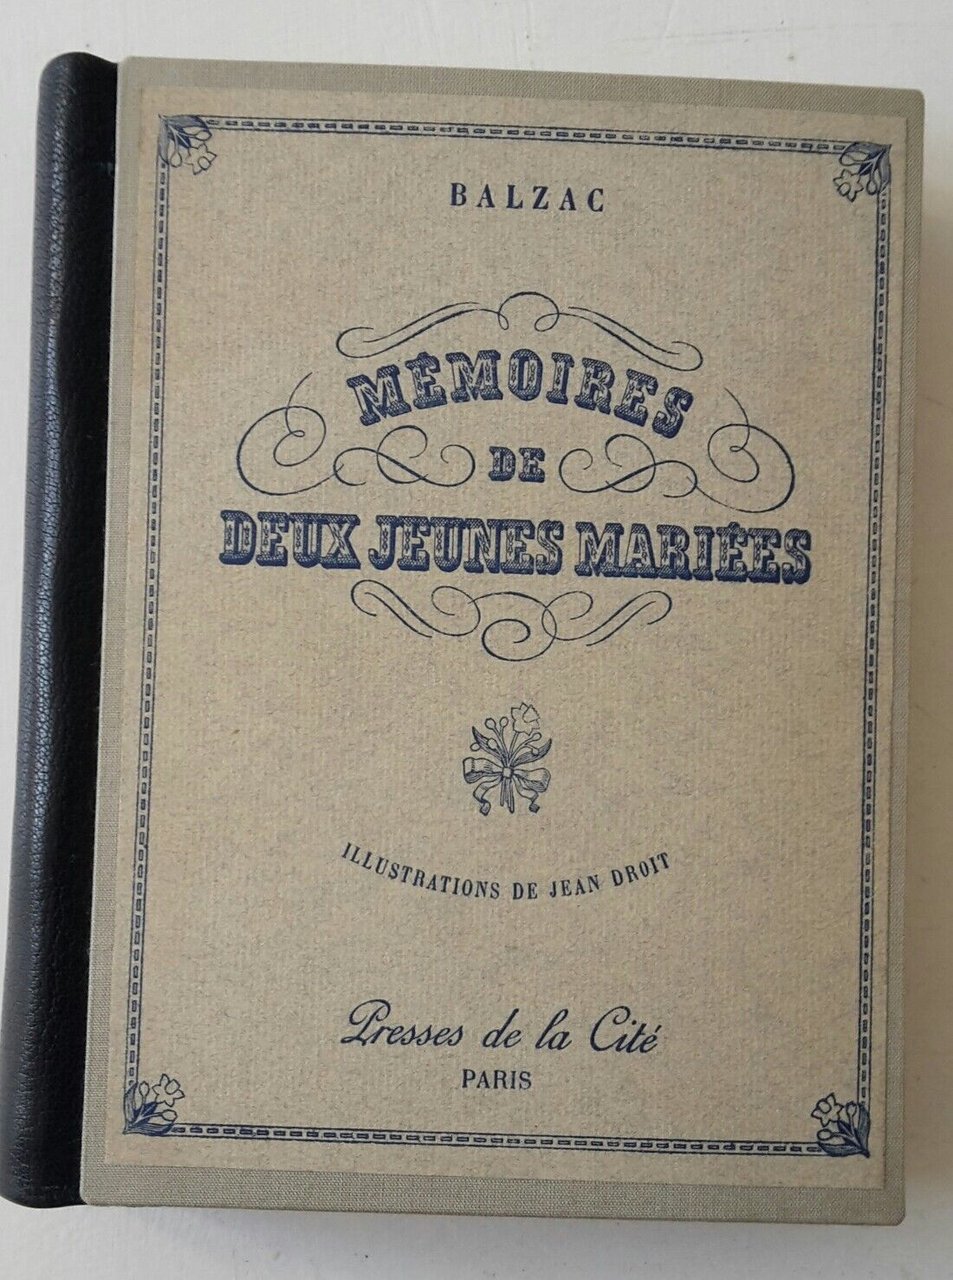 BALZAC
MÉMOIRES
DE
DEUX JEUNES MARIÉES
ILLUSTRATIONS DE JEAN DROIT
Presses de la Cité
PARIS